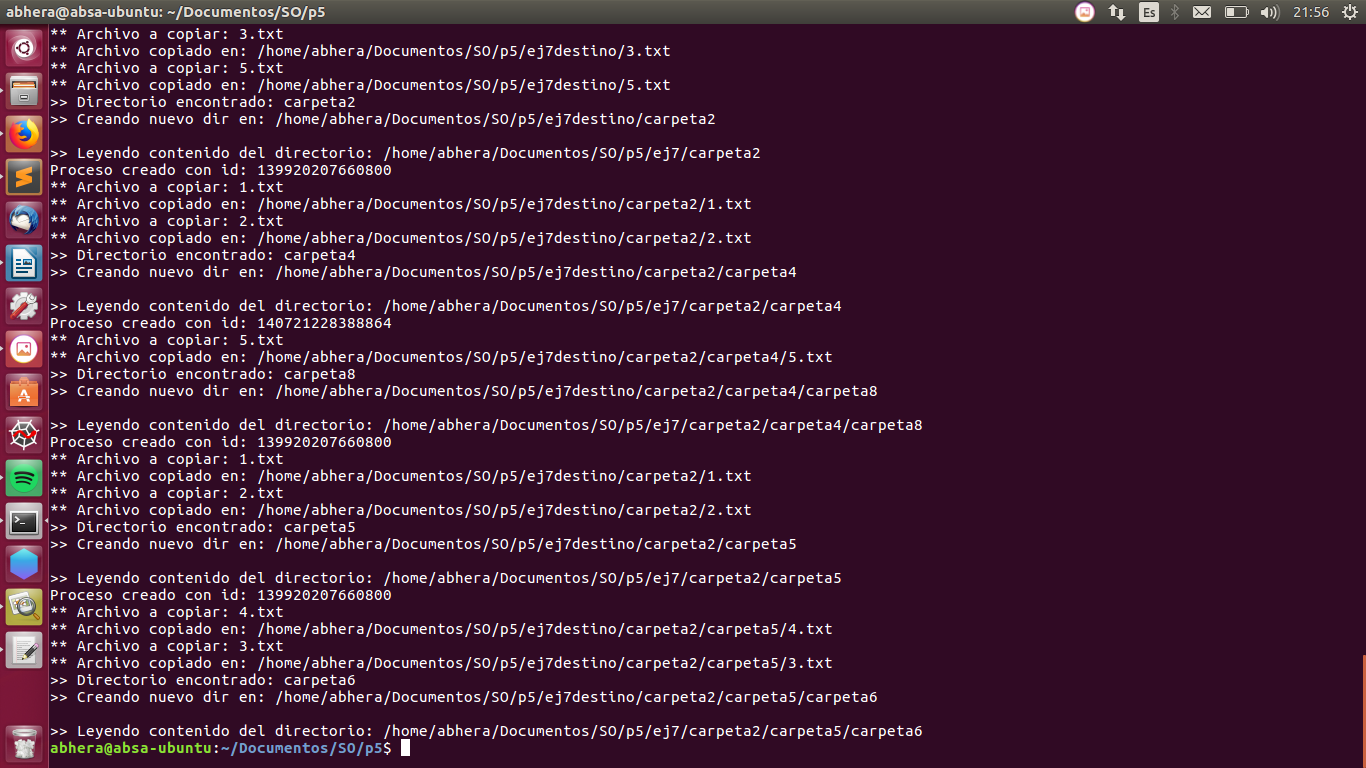 abhera@absa-ubuntu: ~/Documentos/SO/p5
Es
21:56
** Archivo a copiar: 3.txt
** Archivo copiado en: /home/abhera/Documentos/SO/p5/ej7destino/3.txt
** Archivo a copiar: 5.txt
** Archivo copiado en: /home/abhera/Documentos/SO/p5/ej7destino/5.txt
>> Directorio encontrado: carpeta2
>> Creando nuevo dir en: /home/abhera/Documentos/SO/p5/ej7destino/carpeta2
>> Leyendo contenido del directorio: /home/abhera/Documentos/SO/p5/ej7/carpeta2
Proceso creado con id: 139920207660800
** Archivo a copiar: 1.txt
** Archivo copiado en: /home/abhera/Documentos/SO/p5/ej7destino/carpeta2/1.txt
** Archivo a copiar: 2.txt
** Archivo copiado en: /home/abhera/Documentos/SO/p5/ej7destino/carpeta2/2.txt
>> Directorio encontrado: carpeta4
>> Creando nuevo dir en: /home/abhera/Documentos/SO/p5/ej7destino/carpeta2/carpeta4
>> Leyendo contenido del directorio: /home/abhera/Documentos/SO/p5/ej7/carpeta2/carpeta4
Proceso creado con id: 140721228388864
** Archivo a copiar: 5.txt
** Archivo copiado en: /home/abhera/Documentos/SO/p5/ej7destino/carpeta2/carpeta4/5.txt
>> Directorio encontrado: carpeta8
>> Creando nuevo dir en: /home/abhera/Documentos/SO/p5/ej7destino/carpeta2/carpeta4/carpeta8
>> Leyendo contenido del directorio: /home/abhera/Documentos/SO/p5/ej7/carpeta2/carpeta4/carpeta8
Proceso creado con id: 139920207660800
** Archivo a copiar: 1.txt
** Archivo copiado en: /home/abhera/Documentos/SO/p5/ej7destino/carpeta2/1.txt
** Archivo a copiar: 2.txt
** Archivo copiado en: /home/abhera/Documentos/SO/p5/ej7destino/carpeta2/2.txt
>> Directorio encontrado: carpeta5
>> Creando nuevo dir en: /home/abhera/Documentos/SO/p5/ej7destino/carpeta2/carpeta5
>> Leyendo contenido del directorio: /home/abhera/Documentos/SO/p5/ej7/carpeta2/carpeta5
Proceso creado con id: 139920207660800
** Archivo a copiar: 4.txt
** Archivo copiado en: /home/abhera/Documentos/SO/p5/ej7destino/carpeta2/carpeta5/4.txt
** Archivo a copiar: 3.txt
** Archivo copiado en: /home/abhera/Documentos/SO/p5/ej7destino/carpeta2/carpeta5/3.txt
>> Directorio encontrado: carpeta6
>> Creando nuevo dir en: /home/abhera/Documentos/SO/p5/ej7destino/carpeta2/carpeta5/carpeta6
>> Leyendo contenido del directorio: /home/abhera/Documentos/SO/p5/ej7/carpeta2/carpeta5/carpeta6
abhera@absa-ubuntu:~/Documentos/SO/p5$